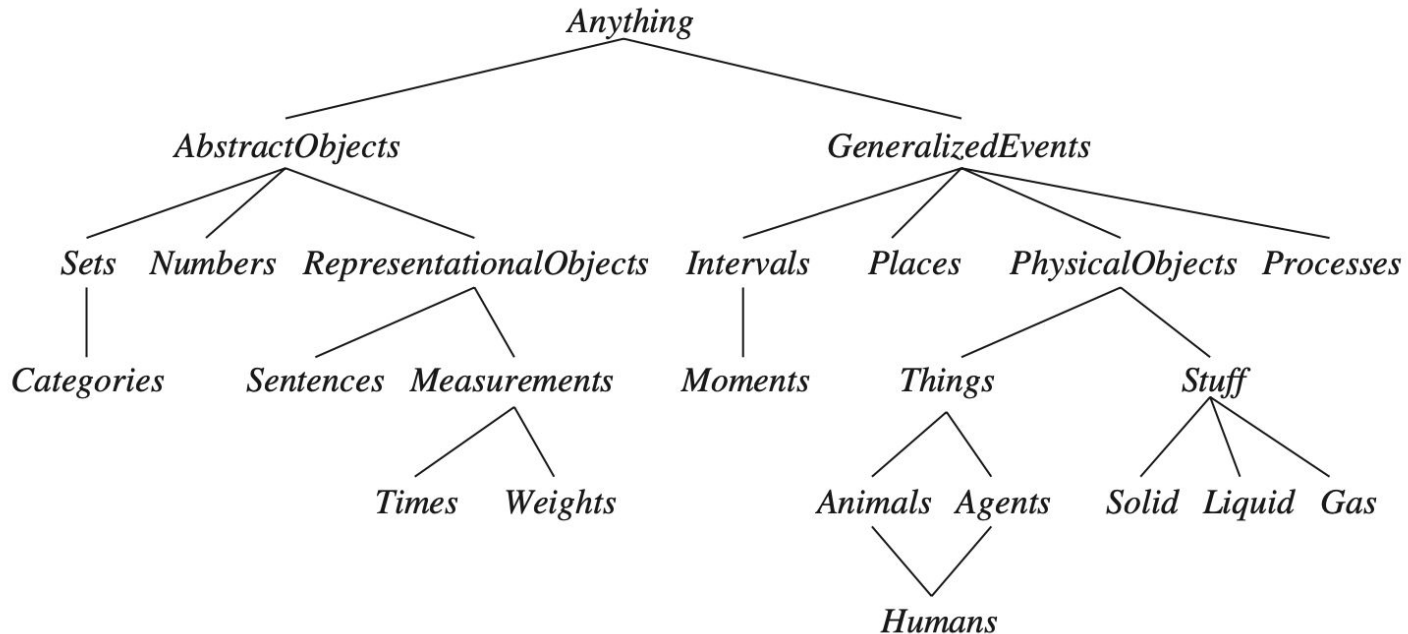 Anything
AbstractObjects GeneralizedEvents
Sets Numbers RepresentationalObjects Intervals Places PhysicalObjects Processes
Categories Sentences Measurements Moments Things Stuff
Times Weights Animals Agents Solid Liquid Gas
Humans